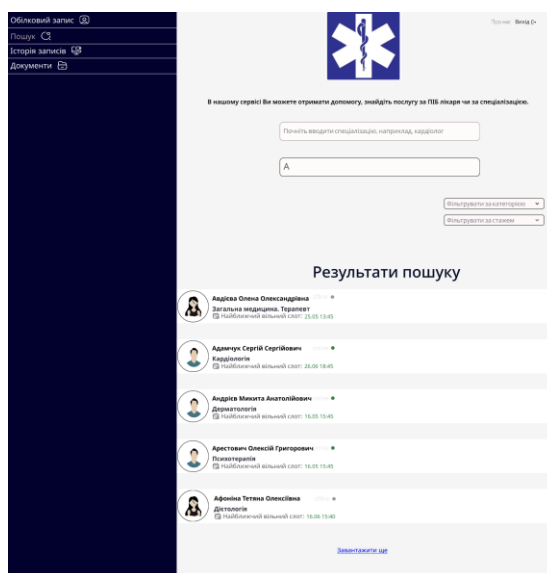 Обліковий запис
Пошук
Історія записів
Документи
Про нас Вихід
В нашому сервісі Ви можете отримати допомогу, знайдіть послугу за ПІБ лікаря чи за спеціалізацією.
Почніть вводити спеціалізацію, наприклад, кардіолог
А
Фільтрувати за категорією
Фільтрувати за стажем
Результати пошуку
Авдієва Олена Олександрівна
Загальна медицина. Терапевт
Найближчий вільний слот: 25.05 13:45
Адамчук Сергій Сергійович
Кардіологія
Найближчий вільний слот: 26.06 18:45
Андрієв Микита Анатолійович
Дерматологія
Найближчий вільний слот: 16.05 15:45
Арестович Олексій Григорович
Психотерапія
Найближчий вільний слот: 16.05 15:45
Афоніна Тетяна Олексіївна
Дієтологія
Найближчий вільний слот: 16.06 15:40
Завантажити ще